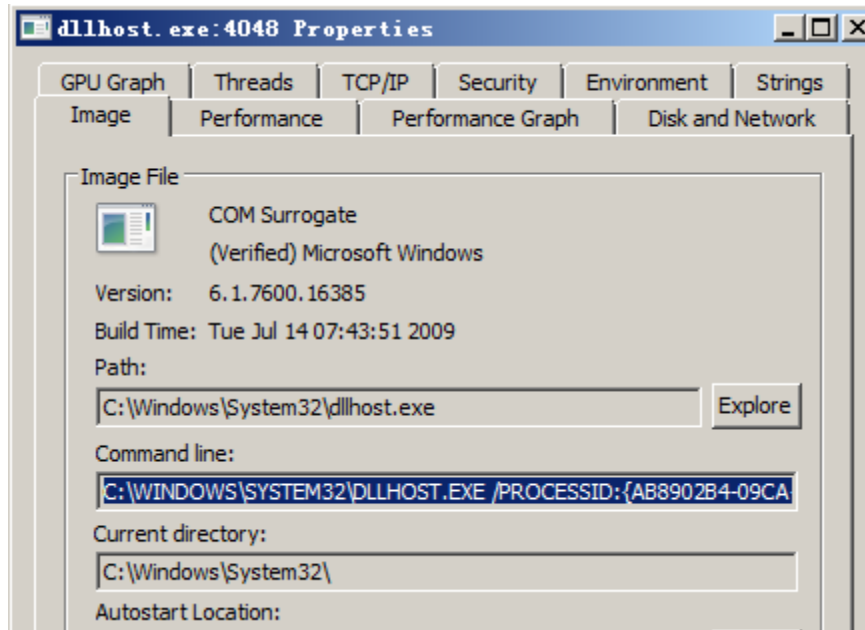 dllhost.exe:4048 Properties
GPU Graph Threads TCP/IP Security Environment Strings
Image Performance Performance Graph Disk and Network
Image File
COM Surrogate
(Verified) Microsoft Windows
Version: 6.1.7600.16385
Build Time: Tue Jul 14 07:43:51 2009
Path:
C:\Windows\System32\dllhost.exe Explore
Command line:
C:\WINDOWS\SYSTEM32\DLLHOST.EXE /PROCESSID:{AB8902B4-09CA-
Current directory:
C:\Windows\System32\
Autostart Location: